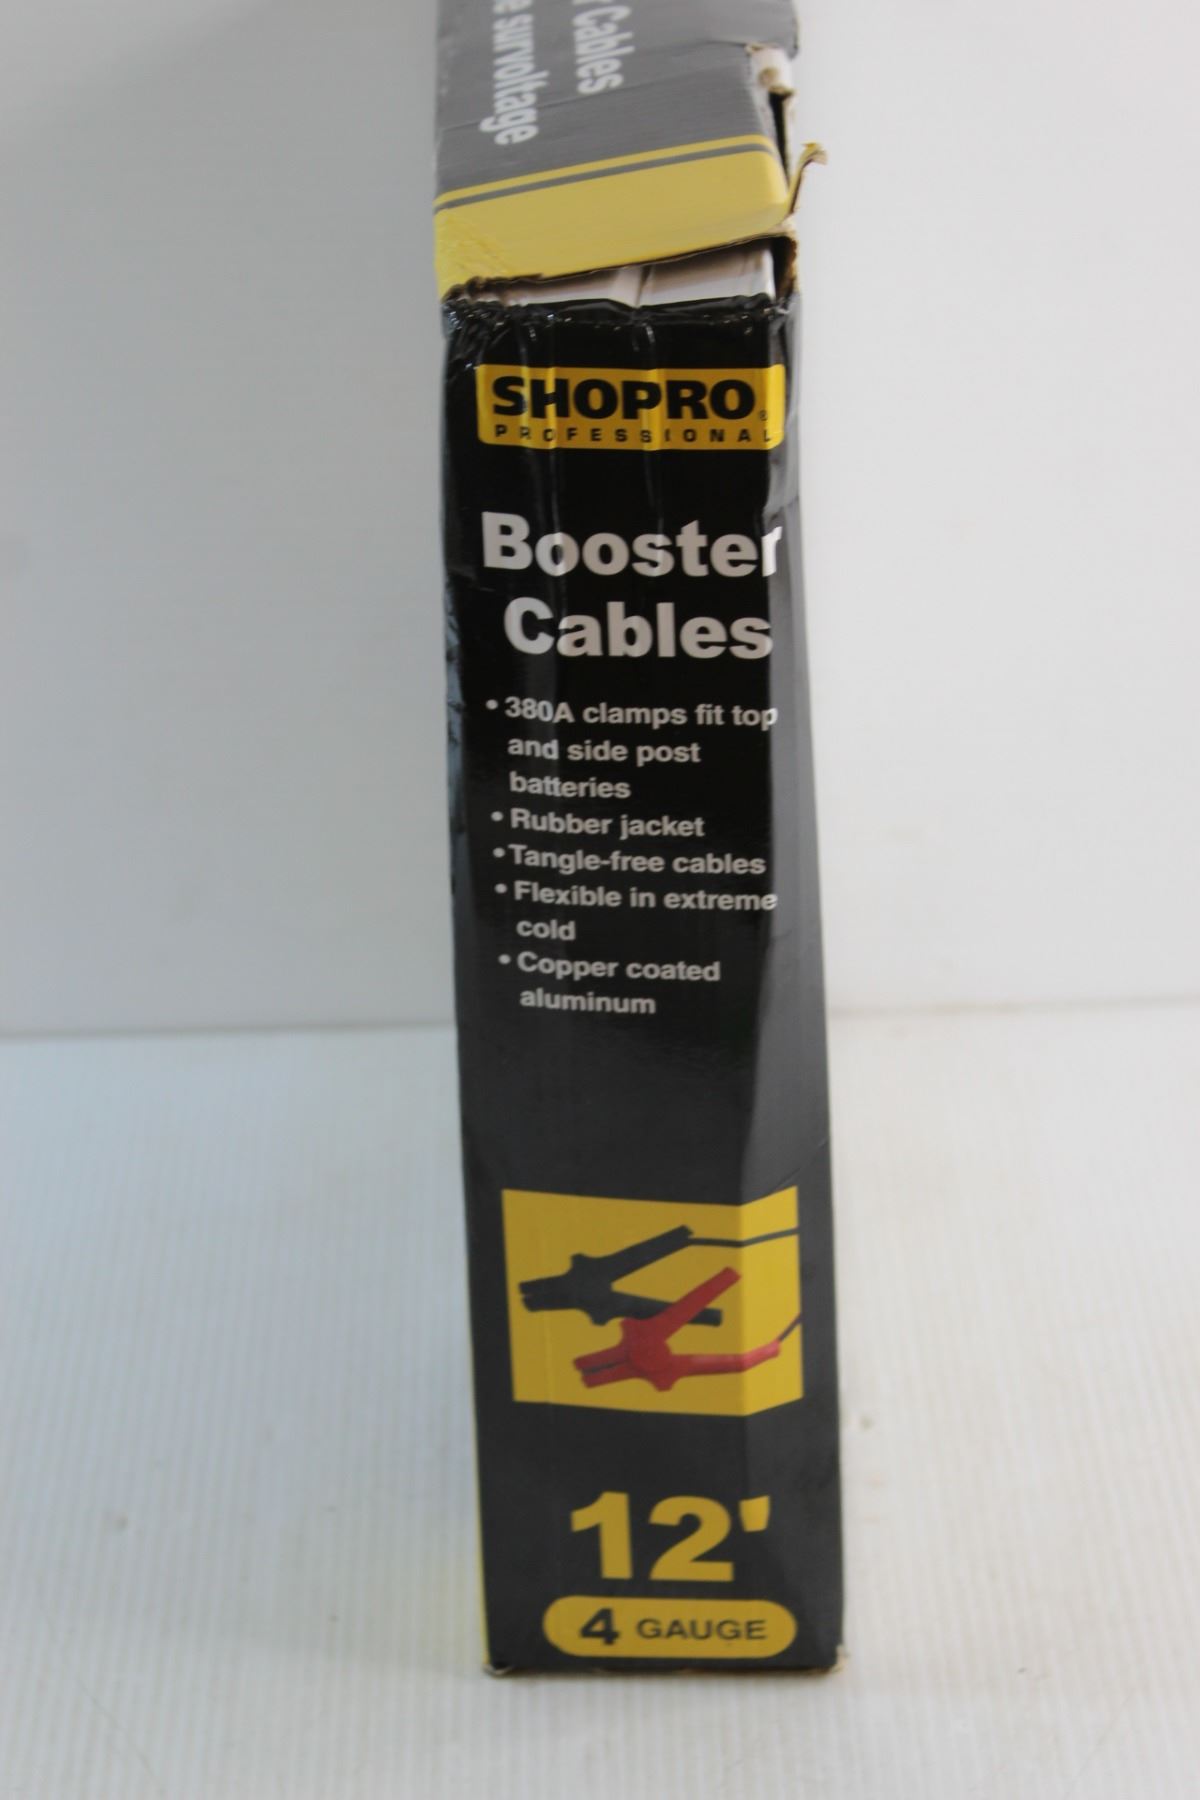 Cables
survoltage
SHOPRO®
PROFESSIONAL
Booster
Cables
• 380A clamps fit top
and side post
batteries
• Rubber jacket
• Tangle-free cables
• Flexible in extreme
cold
• Copper coated
aluminum
12'
4 GAUGE